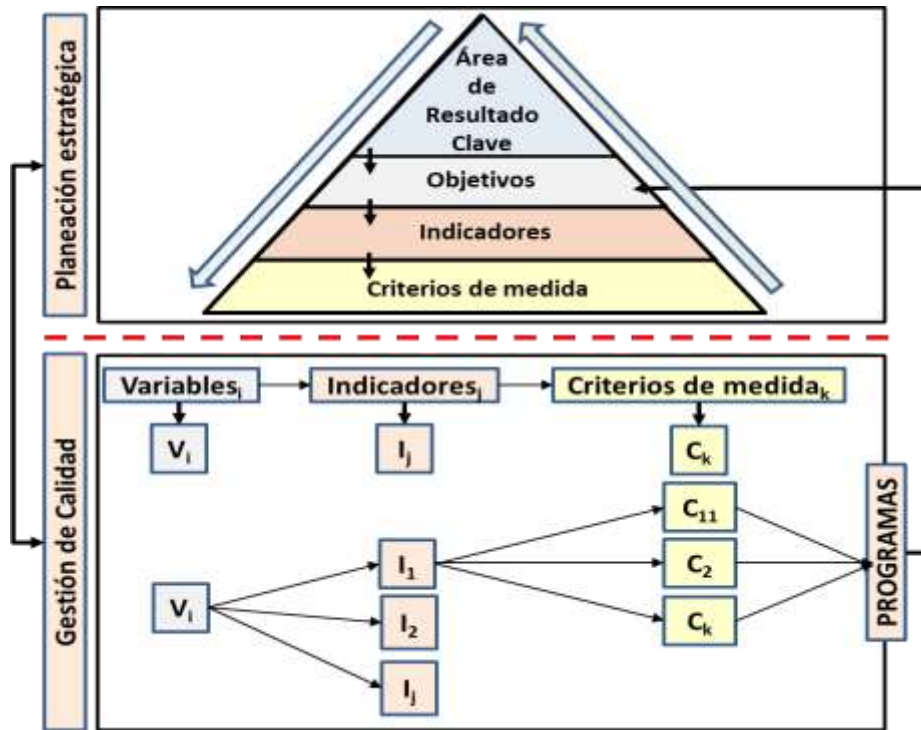 Planeación estratégica
Área
de
Resultado
Clave
Objetivos
Indicadores
Criterios de medida
Gestión de Calidad
Variablesᵢ
Indicadoresⱼ
Criterios de medidaₖ
Vᵢ
Iⱼ
Cₖ
C₁₁
I₁
C₂
Vᵢ
I₂
Cₖ
Iⱼ
PROGRAMAS